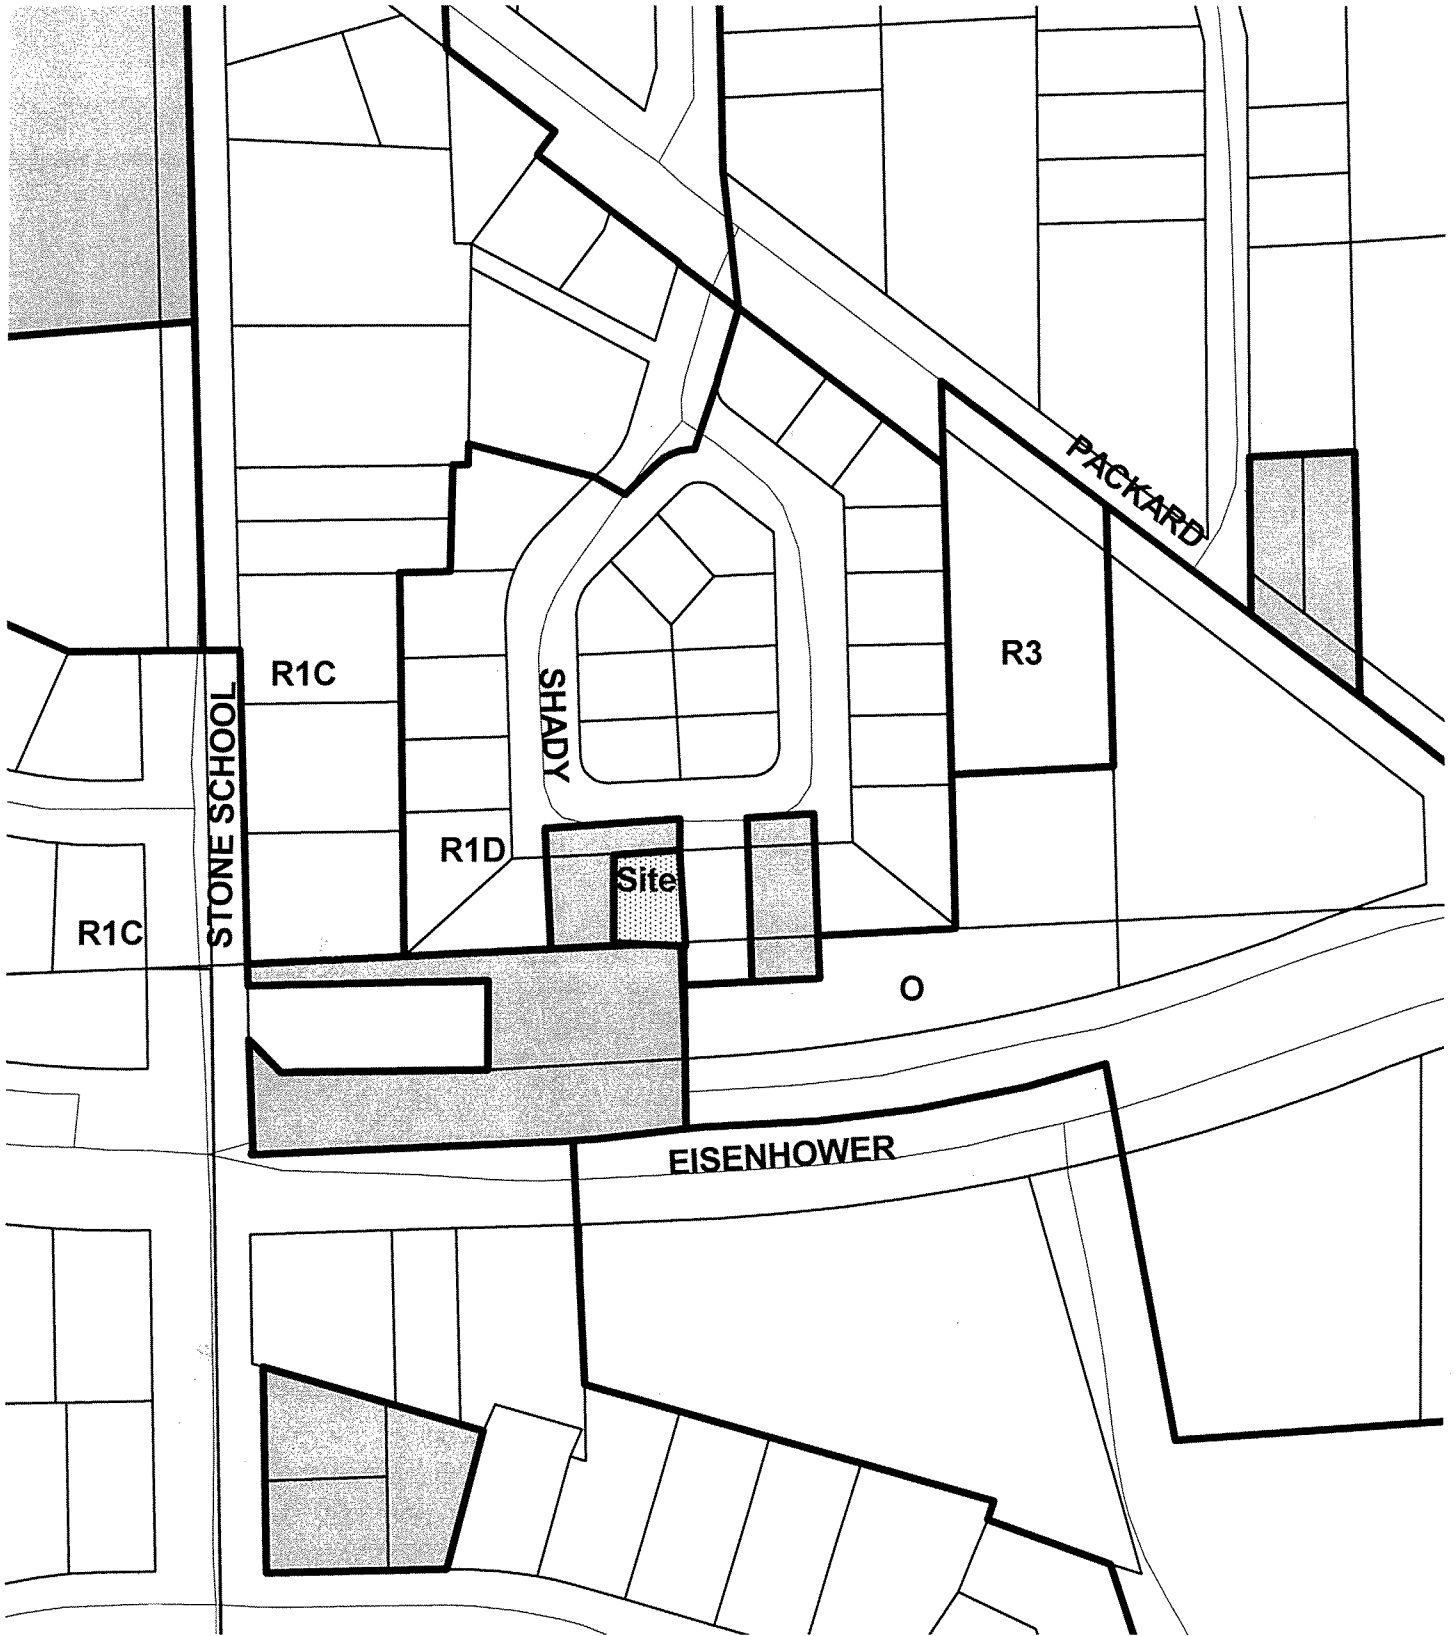 PACKARD
R3
R1C
SHADY
STONE SCHOOL
R1D
Site
R1C
O
EISENHOWER